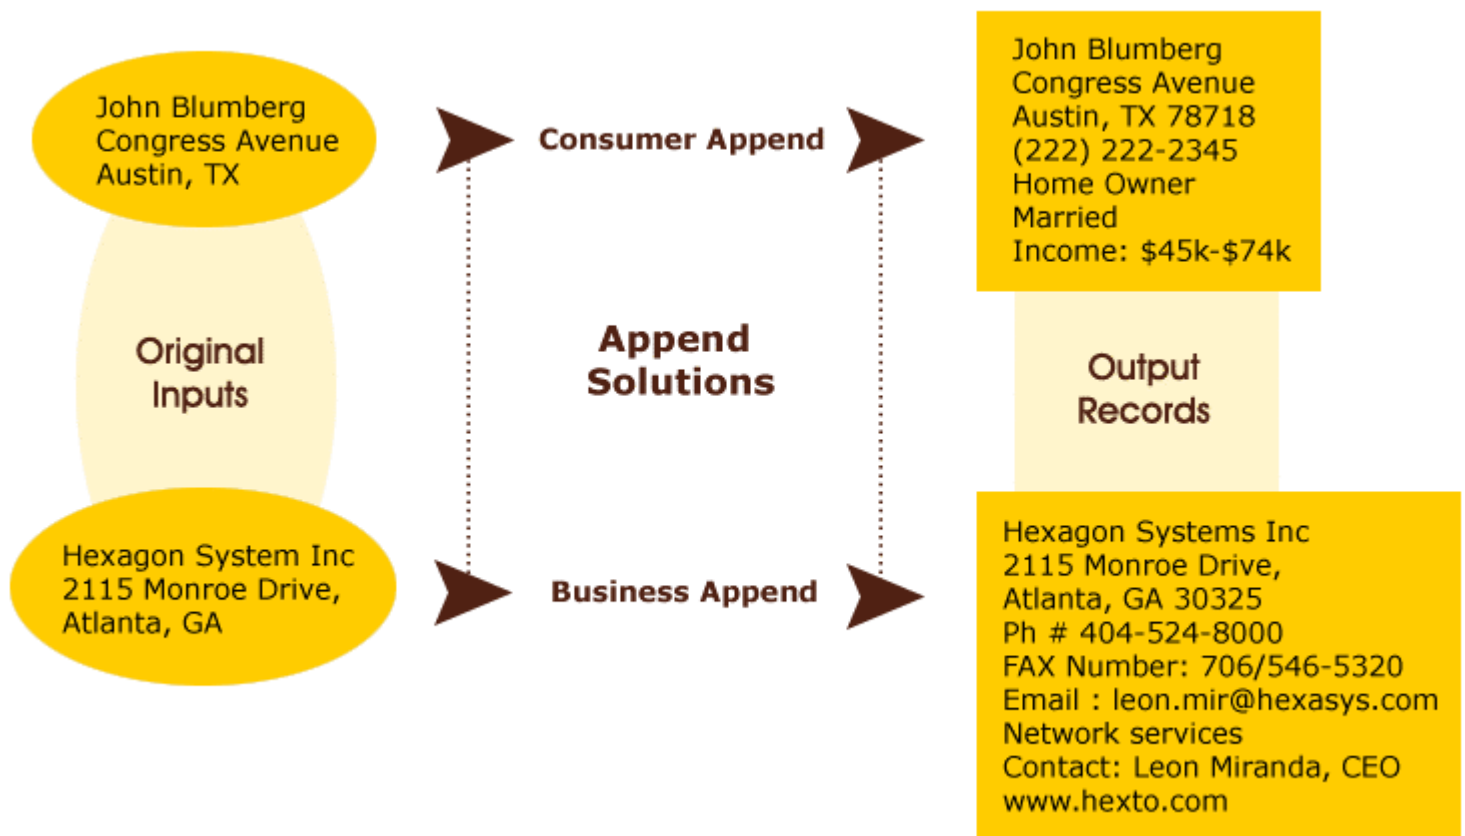 John Blumberg
Congress Avenue
Austin, TX
Original
Inputs
Hexagon System Inc
2115 Monroe Drive,
Atlanta, GA
Consumer Append
Append
Solutions
Business Append
John Blumberg
Congress Avenue
Austin, TX 78718
(222) 222-2345
Home Owner
Married
Income: $45k-$74k
Output
Records
Hexagon Systems Inc
2115 Monroe Drive,
Atlanta, GA 30325
Ph # 404-524-8000
FAX Number: 706/546-5320
Email : leon.mir@hexasys.com
Network services
Contact: Leon Miranda, CEO
www.hexto.com